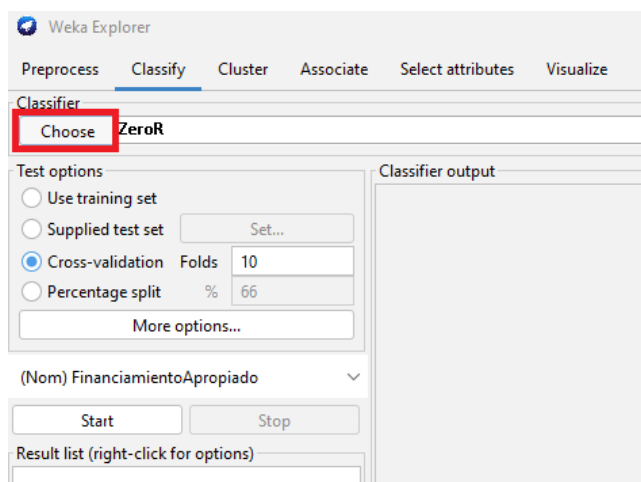 Weka Explorer
Preprocess Classify Cluster Associate Select attributes Visualize
Classifier
Choose ZeroR
Test options
Use training set
Supplied test set Set...
Cross-validation Folds 10
Percentage split % 66
More options...
(Nom) FinanciamientoApropiado
Start Stop
Result list (right-click for options)
Classifier output